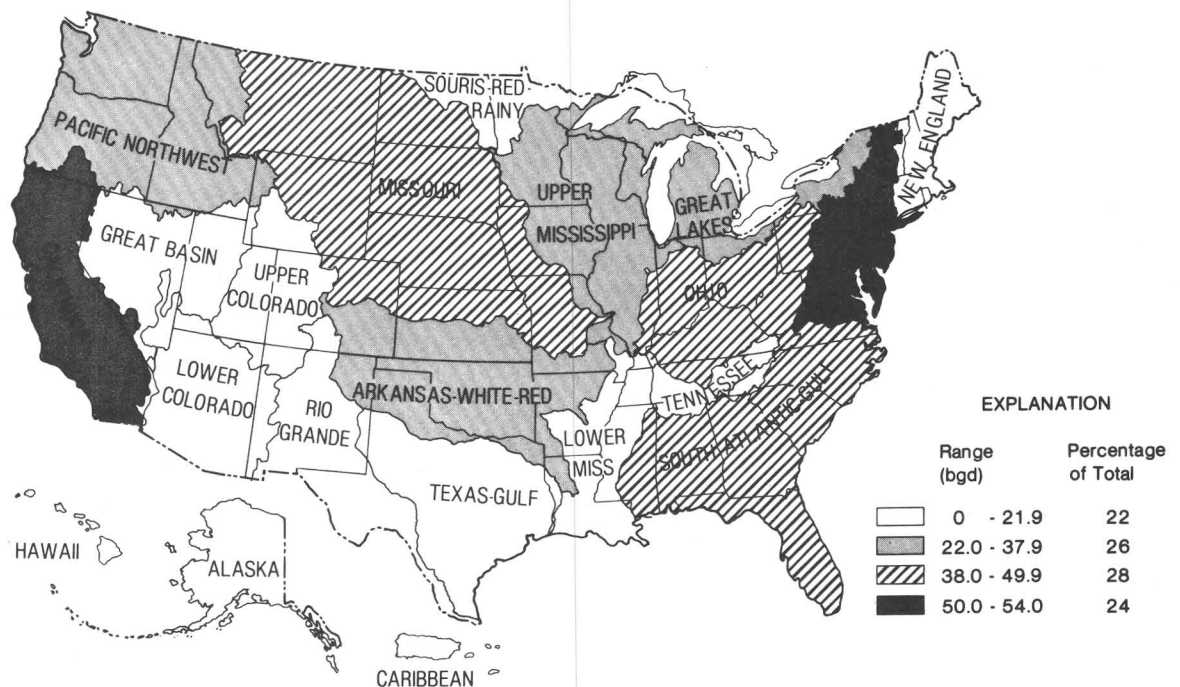 SOURIS-RED
RAINY
NEW ENGLAND
PACIFIC NORTHWEST
MISSOURI
UPPER
MISSISSIPPI
GREAT
LAKES
GREAT BASIN
UPPER
COLORADO
OHIO
LOWER
COLORADO
RIO
GRANDE
ARKANSAS-WHITE-RED
TENNESSEE
LOWER
MISS
SOUTH ATLANTIC-GULF
TEXAS-GULF
HAWAII
ALASKA
CARIBBEAN
EXPLANATION
Range Percentage
(bgd) of Total
0 - 21.9 22
22.0 - 37.9 26
38.0 - 49.9 28
50.0 - 54.0 24